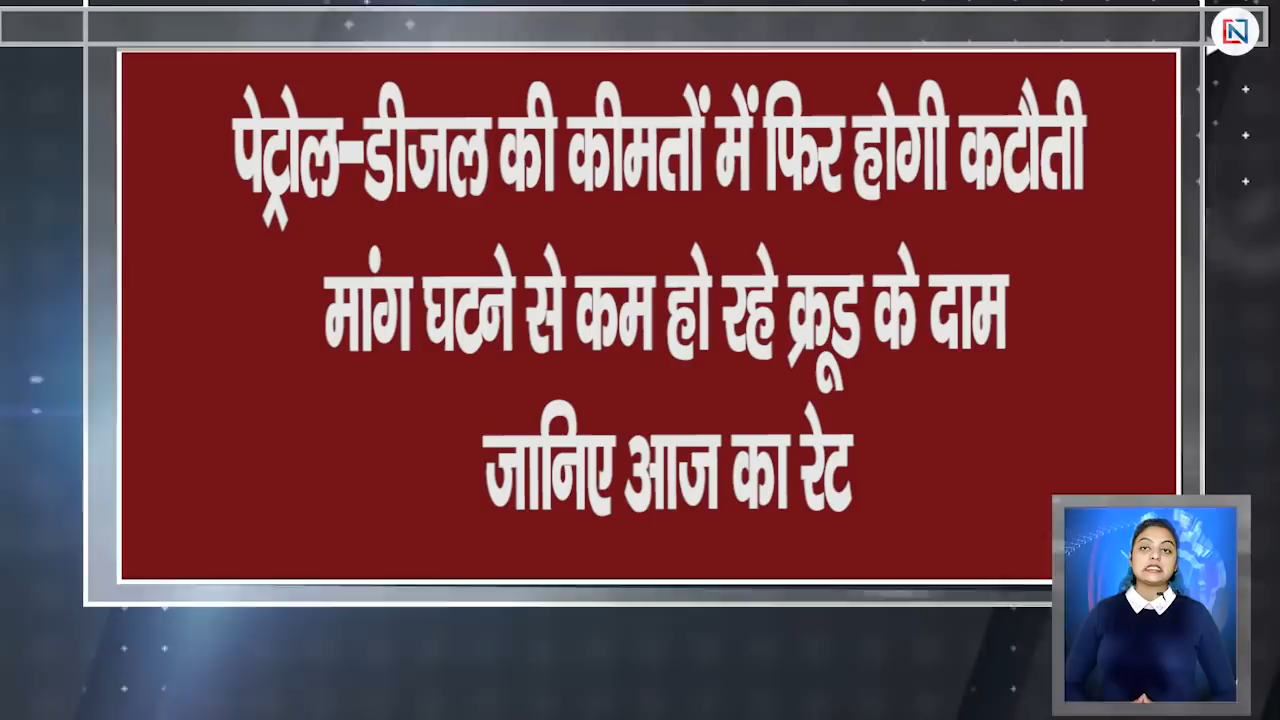 पेट्रोल-डीजल की कीमतों में फिर होगी कटौती
मांग घटने से कम हो रहे क्रूड के दाम
जानिए आज का रेट
N